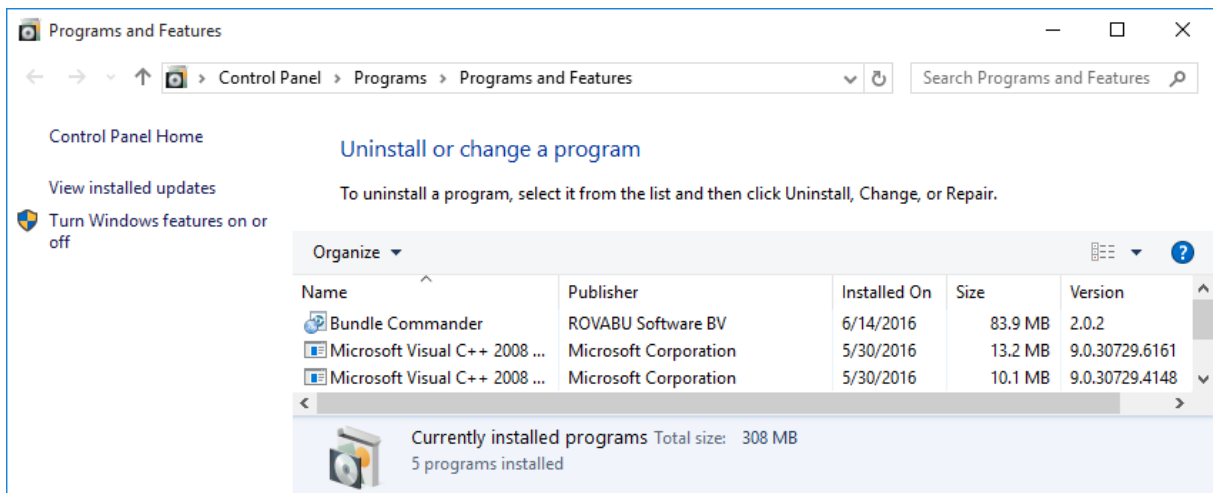 Programs and Features
Control Panel > Programs > Programs and Features
Search Programs and Features
Control Panel Home
View installed updates
Turn Windows features on or
off
Uninstall or change a program
To uninstall a program, select it from the list and then click Uninstall, Change, or Repair.
Organize
Name Publisher Installed On Size Version
Bundle Commander ROVABU Software BV 6/14/2016 83.9 MB 2.0.2
Microsoft Visual C++ 2008 ... Microsoft Corporation 5/30/2016 13.2 MB 9.0.30729.6161
Microsoft Visual C++ 2008 ... Microsoft Corporation 5/30/2016 10.1 MB 9.0.30729.4148
Currently installed programs Total size: 308 MB
5 programs installed